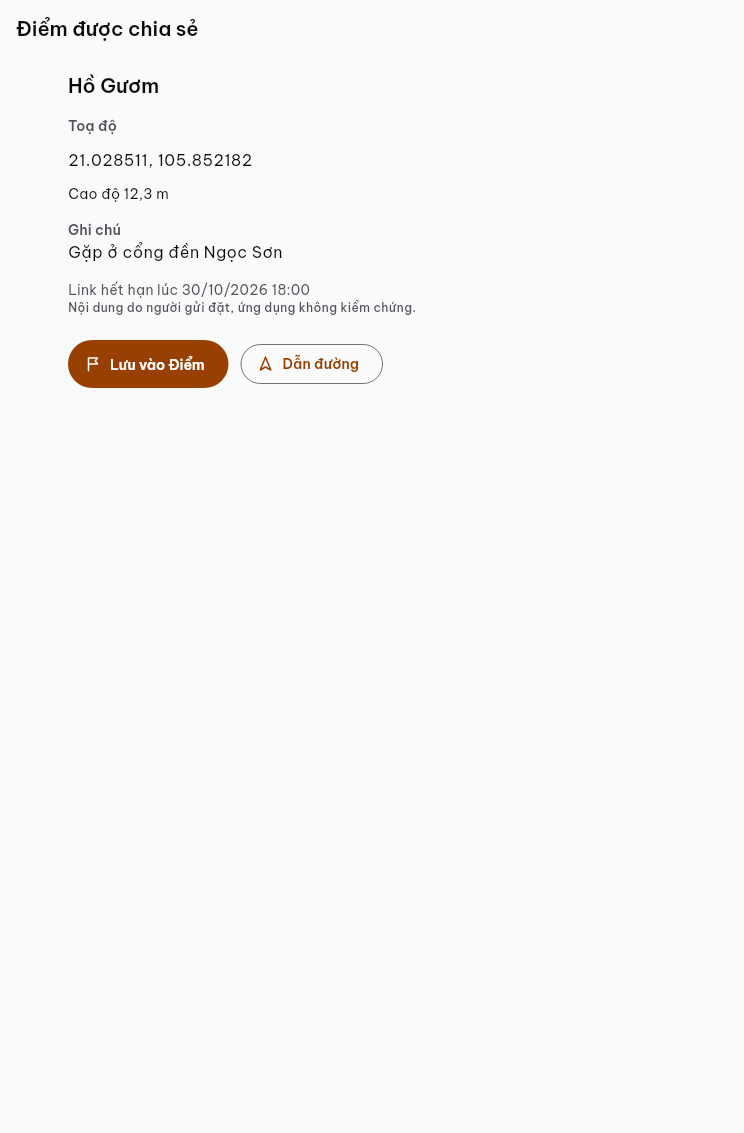 Điểm được chia sẻ
Hồ Gươm
Toạ độ
21.028511, 105.852182
Cao độ 12,3 m
Ghi chú
Gặp ở cổng đền Ngọc Sơn
Link hết hạn lúc 30/10/2026 18:00
Nội dung do người gửi đặt, ứng dụng không kiểm chứng.
Lưu vào Điểm
Dẫn đường